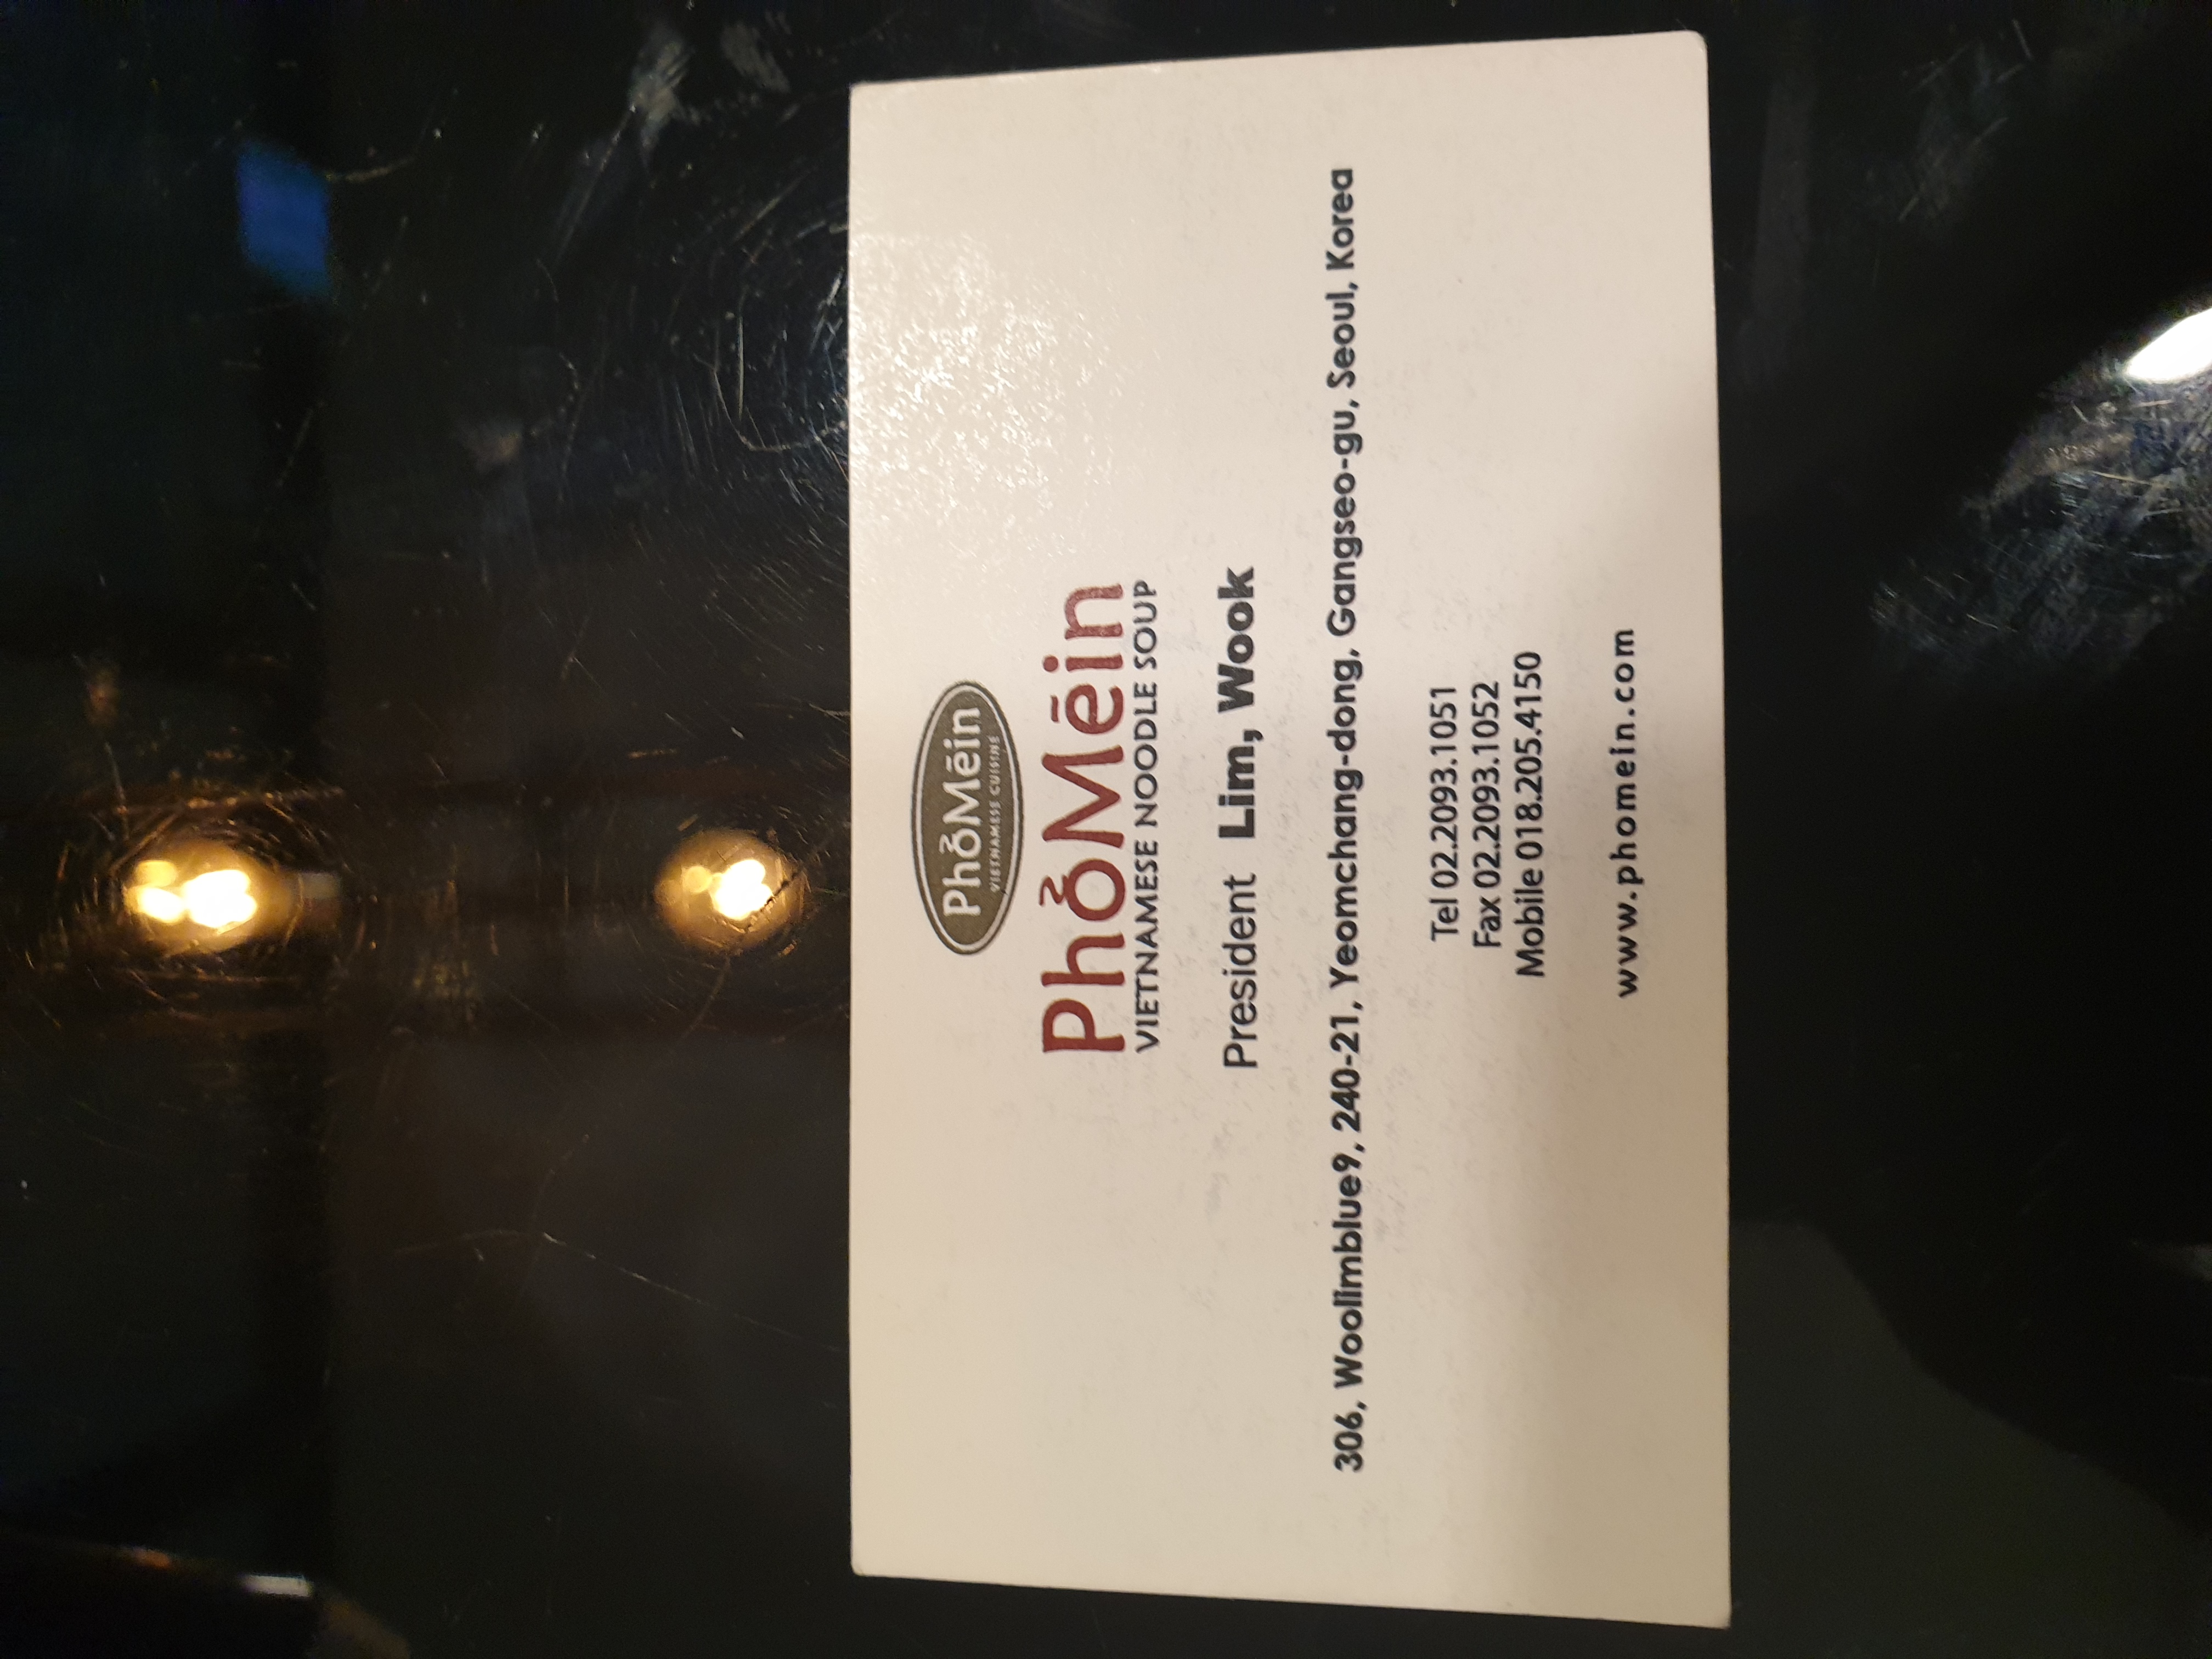 PhởMēin
VIETNAMESE CUISINE
PhởMēin
VIETNAMESE NOODLE SOUP
President Lim, Wook
306, Woolimblue9, 240-21, Yeomchang-dong, Gangseo-gu, Seoul, Korea
Tel 02.2093.1051
Fax 02.2093.1052
Mobile 018.205.4150
www.phomein.com